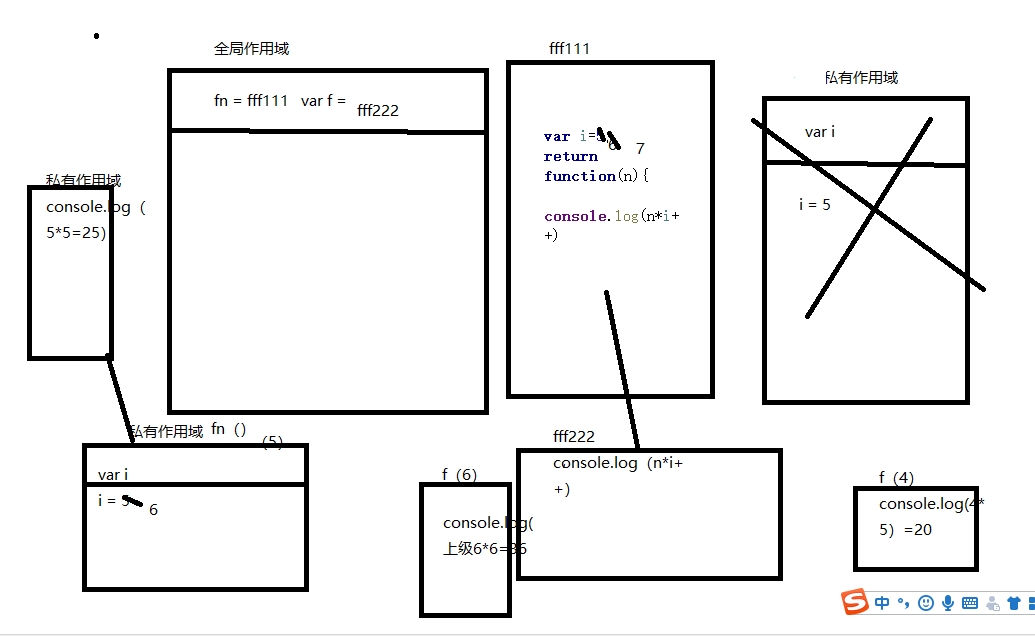 全局作用域
fn = fff111 var f = fff222
fff111
var i=5 6 7
return
function(n){
console.log(n*i+
+)
私有作用域
var i
i = 5
私有作用域
console.log（
5*5=25)
私有作用域 fn（） (5)
var i
i = 5 6
f（6）
console.log(
上级6*6=36
fff222
console.log（n*i+
+）
f（4）
console.log(4*
5）=20
中